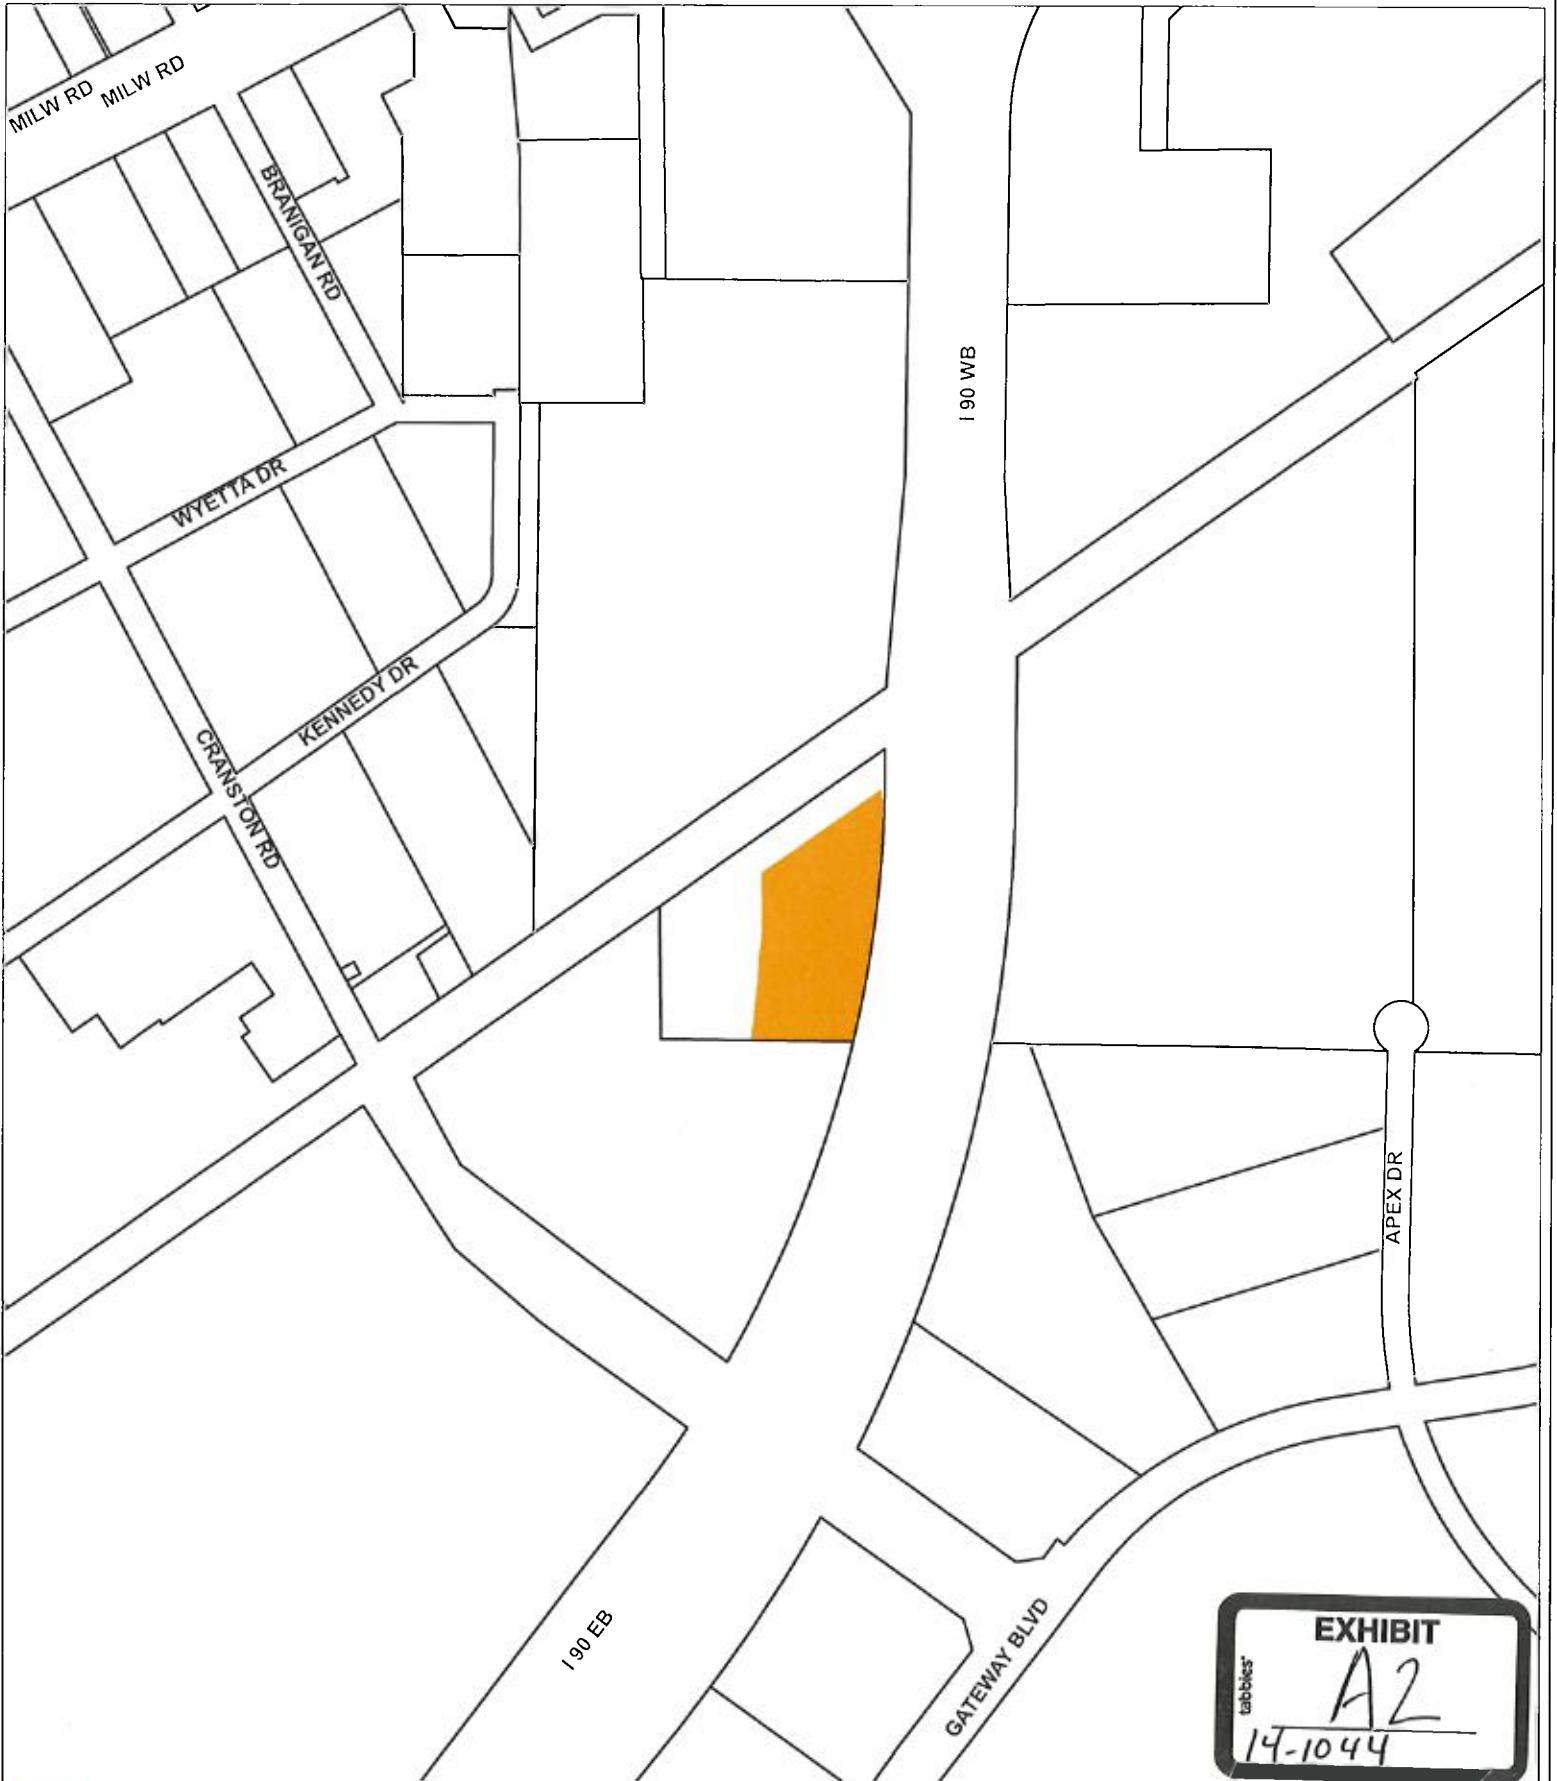 MILW RD
MILW RD
BRANIGAN RD
I 90 WB
WYETTA DR
KENNEDY DR
CRANSTON RD
APEX DR
I 90 EB
GATEWAY BLVD
EXHIBIT
tabbies'
A2
14-1044